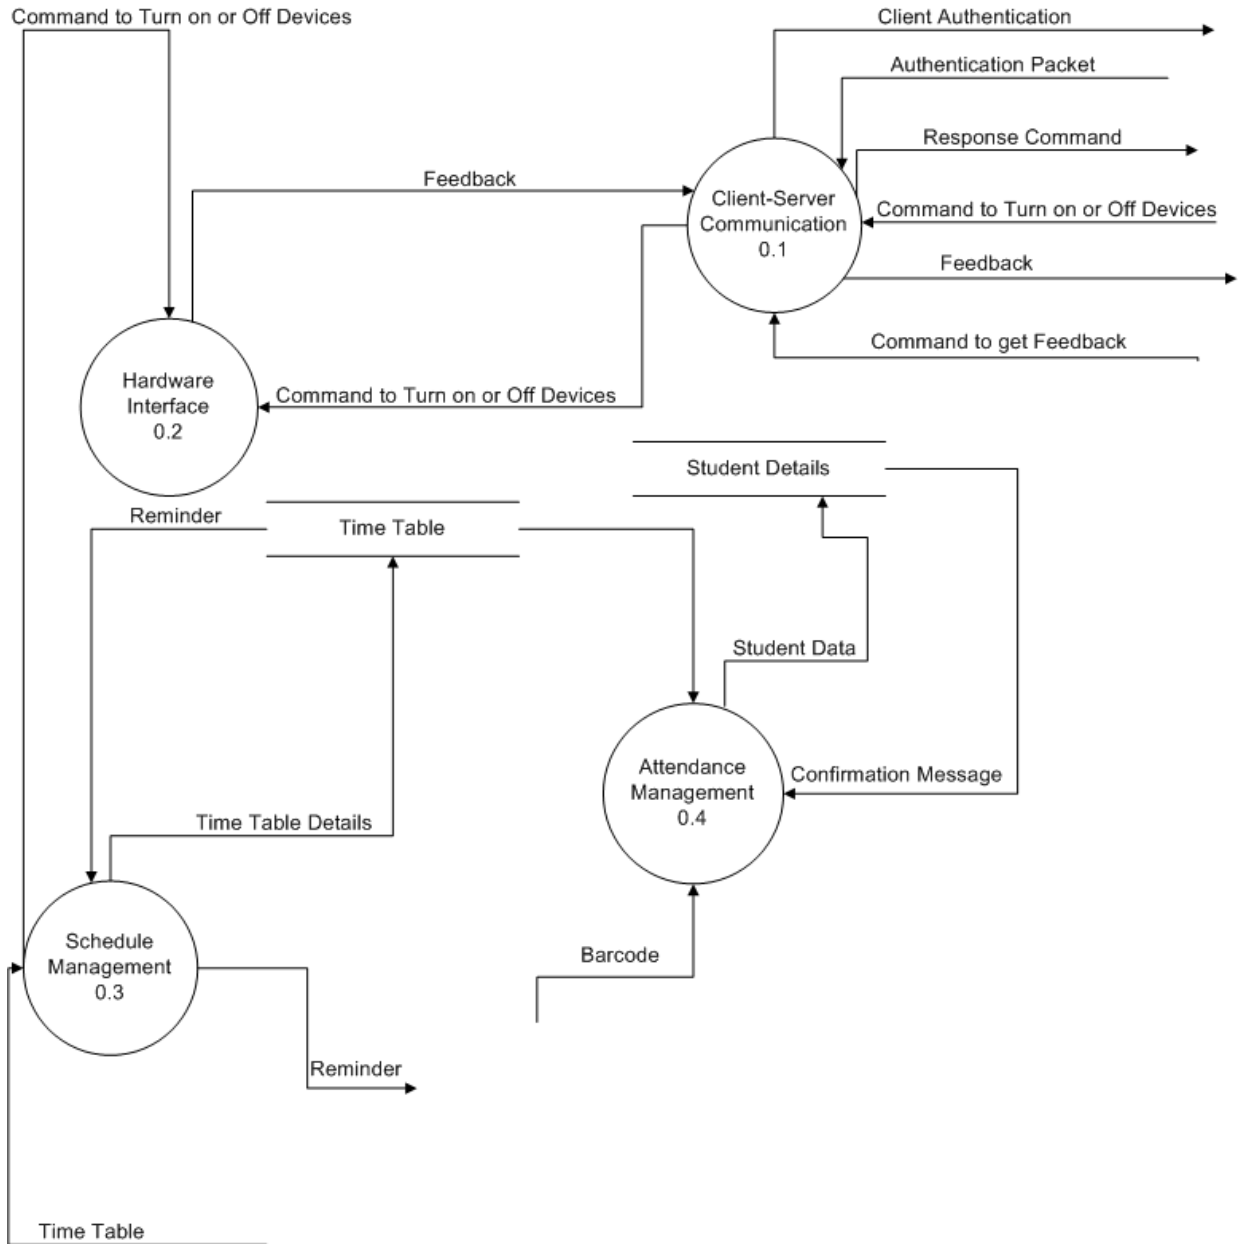 Command to Turn on or Off Devices
Client Authentication
Authentication Packet
Response Command
Feedback
Client-Server
Communication
0.1
Command to Turn on or Off Devices
Feedback
Command to get Feedback
Hardware
Interface
0.2
Command to Turn on or Off Devices
Student Details
Reminder
Time Table
Student Data
Attendance
Management
0.4
Confirmation Message
Time Table Details
Schedule
Management
0.3
Barcode
Reminder
Time Table